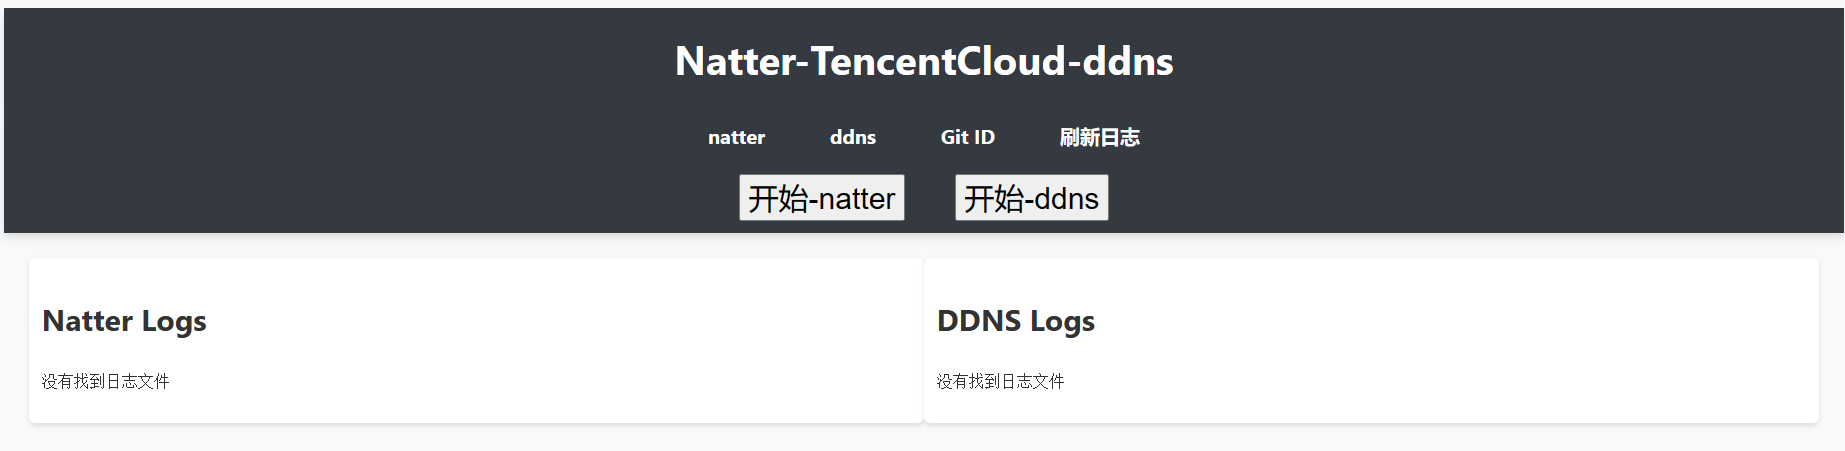 Natter-TencentCloud-ddns
natter ddns Git ID 刷新日志
开始-natter 开始-ddns
Natter Logs
没有找到日志文件
DDNS Logs
没有找到日志文件